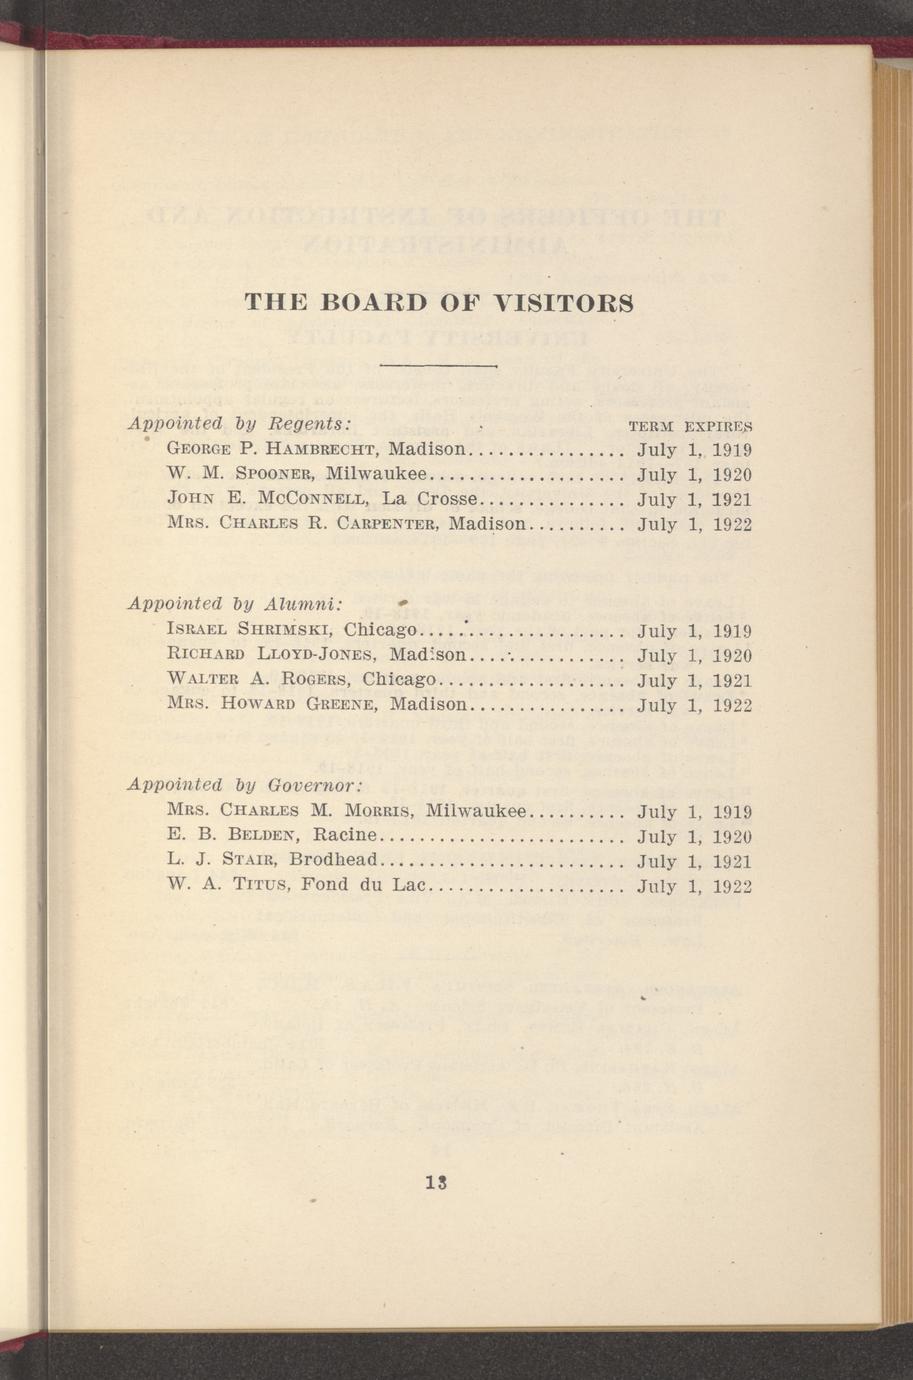 THE BOARD OF VISITORS
Appointed by Regents: TERM EXPIRES
GEORGE P. HAMBRECHT, Madison................ July 1, 1919
W. M. SPOONER, Milwaukee.................... July 1, 1920
JOHN E. MCCONNELL, La Crosse............... July 1, 1921
MRS. CHARLES R. CARPENTER, Madison.......... July 1, 1922
Appointed by Alumni:
ISRAEL SHRIMSKI, Chicago..................... July 1, 1919
RICHARD LLOYD-JONES, Madison................ July 1, 1920
WALTER A. ROGERS, Chicago................... July 1, 1921
MRS. HOWARD GREENE, Madison................ July 1, 1922
Appointed by Governor:
MRS. CHARLES M. MORRIS, Milwaukee.......... July 1, 1919
E. B. BELDEN, Racine......................... July 1, 1920
L. J. STAIR, Brodhead......................... July 1, 1921
W. A. TITUS, Fond du Lac.................... July 1, 1922
13